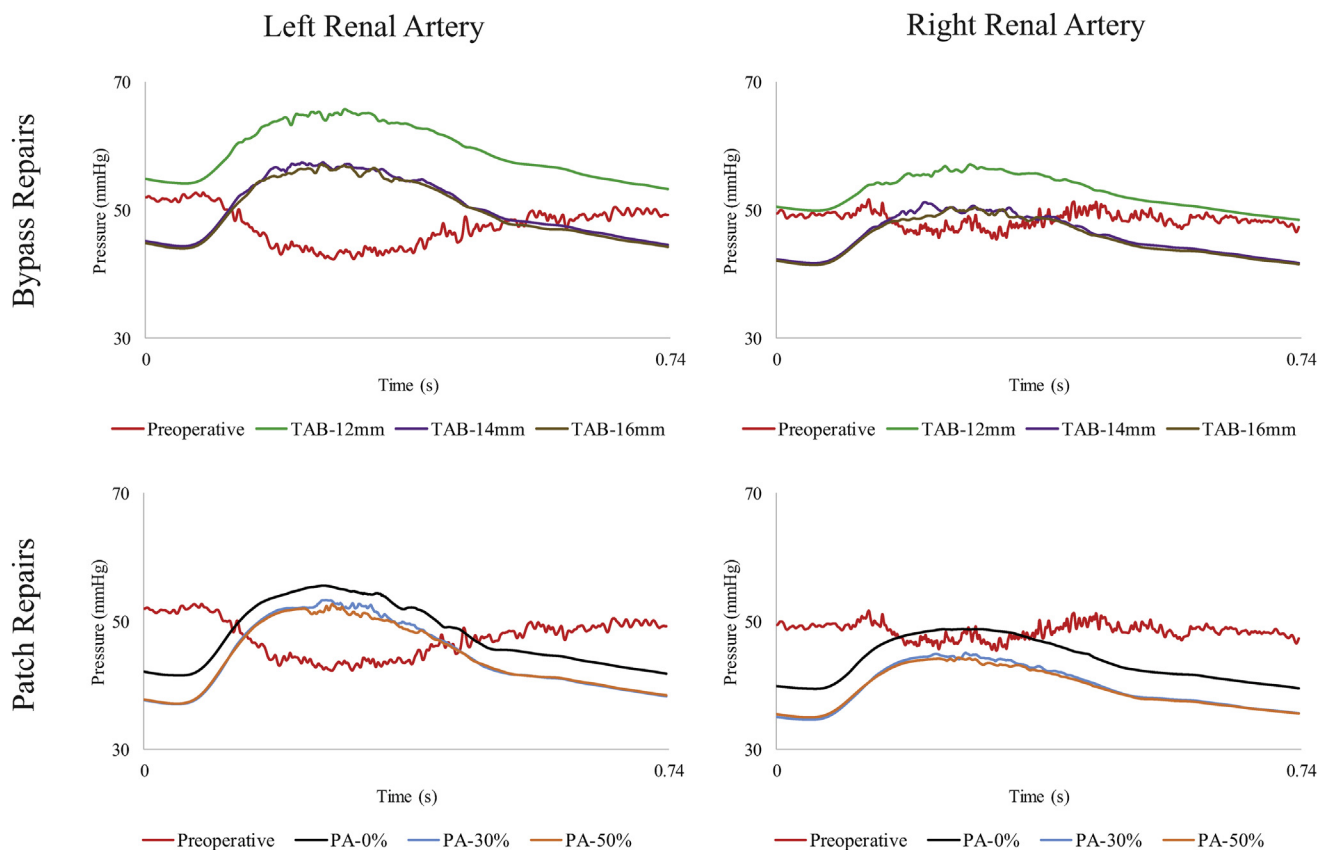 Left Renal Artery
Right Renal Artery
Bypass Repairs
70
50
30
Pressure (mmHg)
0
0.74
Time (s)
Preoperative TAB-12mm TAB-14mm TAB-16mm
70
50
30
Pressure (mmHg)
0
0.74
Time (s)
Preoperative TAB-12mm TAB-14mm TAB-16mm
Patch Repairs
70
50
30
Pressure (mmHg)
0
0.74
Time (s)
Preoperative PA-0% PA-30% PA-50%
70
50
30
Pressure (mmHg)
0
0.74
Time (s)
Preoperative PA-0% PA-30% PA-50%